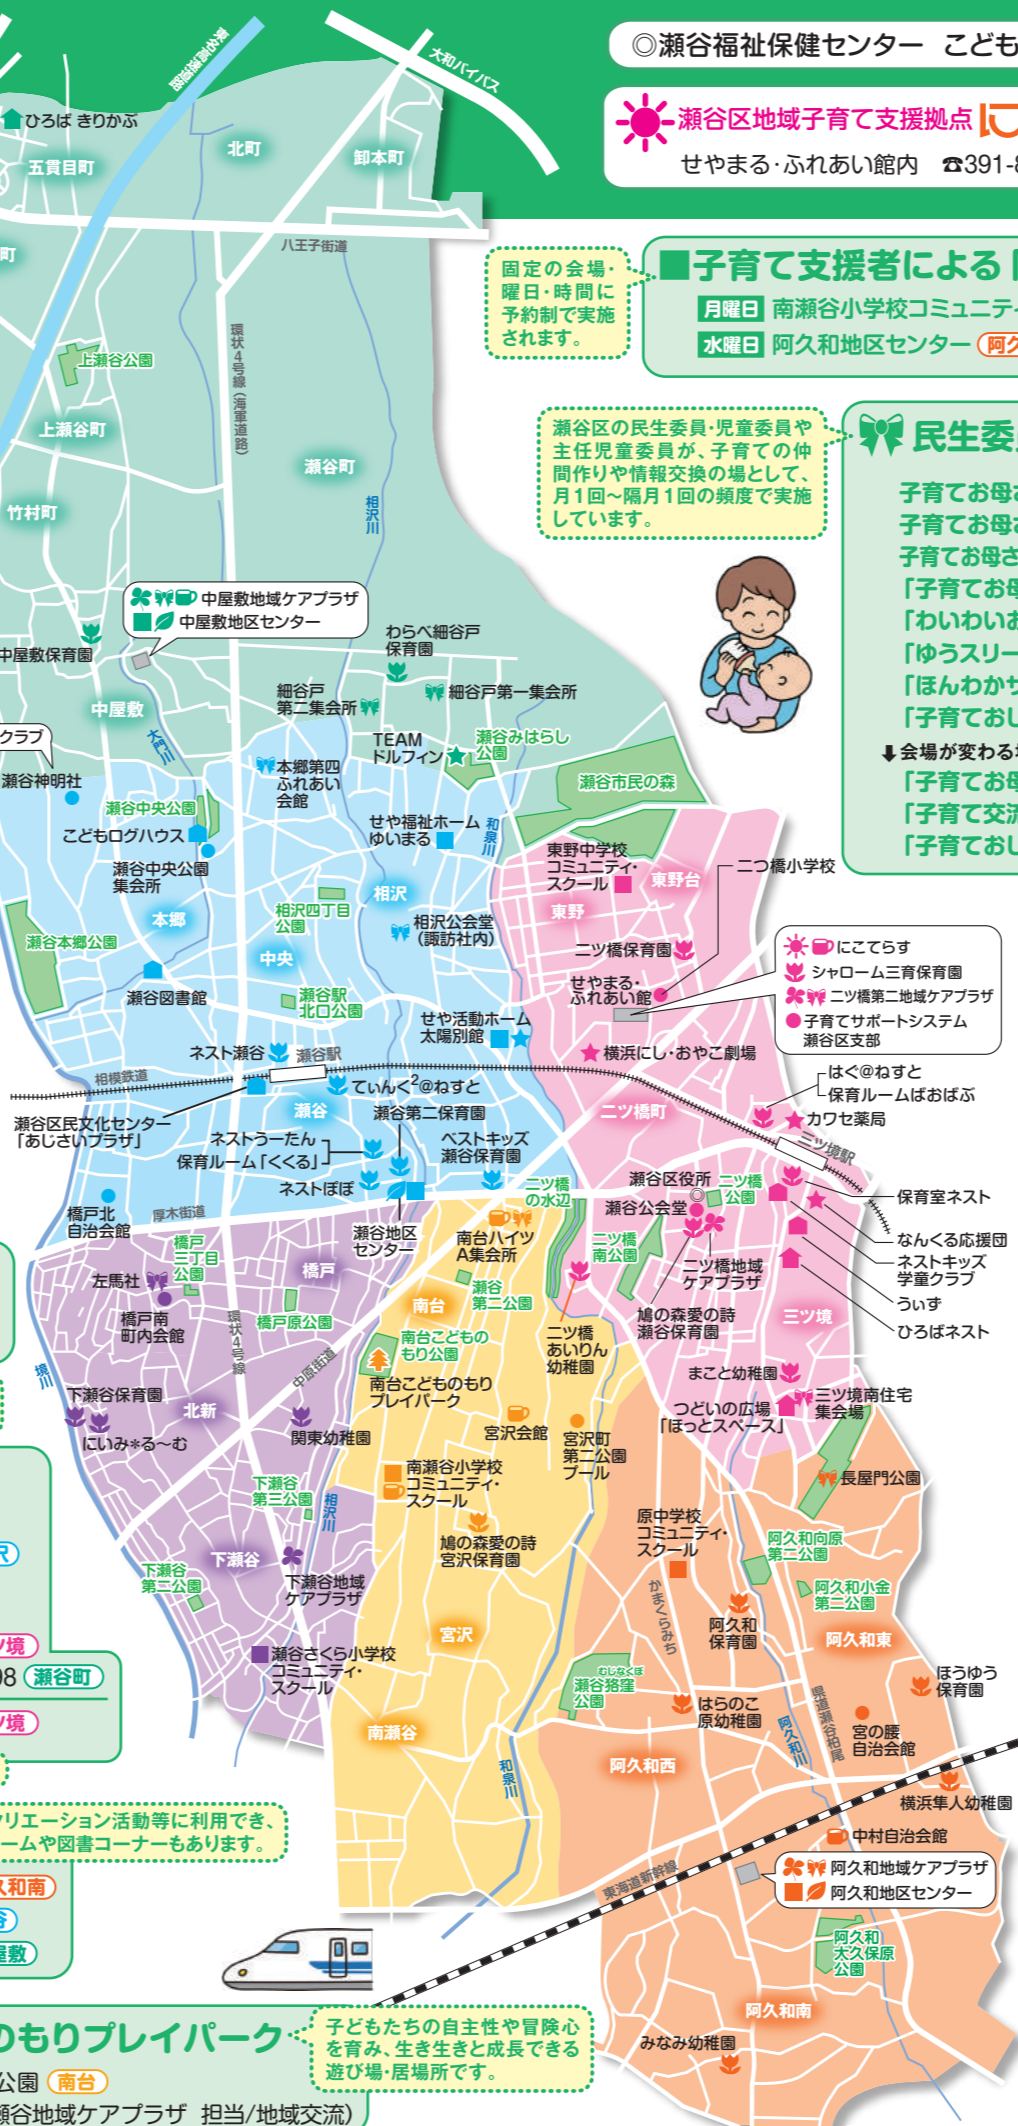 東名高速道路
大和バイパス
◎瀬谷福祉保健センター こども
瀬谷区地域子育て支援拠点 に
せやまる・ふれあい館内 ☎391-8
ひろば きりかぶ
五貫目町
北町
卸本町
町
八王子街道
固定の会場・
曜日・時間に
予約制で実施
されます。
■子育て支援者による
月曜日 南瀬谷小学校コミュニティ
水曜日 阿久和地区センター 阿久
環状4号線(海軍道路)
上瀬谷公園
上瀬谷町
瀬谷町
竹村町
相沢川
瀬谷区の民生委員・児童委員や
主任児童委員が、子育ての仲
間作りや情報交換の場として、
月1回～隔月1回の頻度で実施
しています。
民生委員
子育てお母さ
子育てお母さ
子育てお母さ
「子育てお母
「わいわいお
「ゆうスリー
「ほんわかサ
「子育ておし
⬇会場が変わる場
「子育てお母
「子育て交流
「子育ておし
中屋敷地域ケアプラザ
中屋敷地区センター
中屋敷保育園
中屋敷
大門川
クラブ
瀬谷神明社
わらべ細谷戸
保育園
細谷戸
第二集会所
細谷戸第一集会所
TEAM
ドルフィン
瀬谷みはらし
公園
瀬谷市民の森
本郷第四
ふれあい
会館
瀬谷中央公園
こどもログハウス
瀬谷中央公園
集会所
せや福祉ホーム
ゆいまる
和泉川
東野中学校
コミュニティ・
スクール
東野台
東野
二つ橋小学校
本郷
相沢
相沢四丁目
公園
相沢公会堂
(諏訪社内)
瀬谷本郷公園
中央
瀬谷図書館
瀬谷駅
北口公園
二ツ橋保育園
せやまる・
ふれあい館
にこてらす
シャローム三育保育園
二ツ橋第二地域ケアプラザ
子育てサポートシステム
瀬谷区支部
せや活動ホーム
太陽別館
横浜にし・おやこ劇場
ネスト瀬谷
瀬谷駅
相模鉄道
てぃんく²@ねすと
瀬谷
瀬谷第二保育園
瀬谷区民文化センター
「あじさいプラザ」
ネストうーたん
保育ルーム「くくる」
ネストぽぽ
ベストキッズ
瀬谷保育園
二ツ橋町
はぐ@ねすと
保育ルームぱおばぶ
カワセ薬局
三ツ境駅
橋戸北
自治会館
厚木街道
瀬谷地区
センター
二ツ橋
の水辺
瀬谷区役所
瀬谷公会堂
二ツ橋
公園
保育室ネスト
なんくる応援団
ネストキッズ
学童クラブ
うぃず
ひろばネスト
南台ハイツ
A集会所
二ツ橋
南公園
二ツ橋地域
ケアプラザ
橋戸
三丁目
公園
橋戸
左馬社
橋戸南
町内会館
橋戸原公園
環状4号線
中原街道
境川
瀬谷
第二公園
南台
南台こどもの
もり公園
南台こどものもり
プレイパーク
二ツ橋
あいりん
幼稚園
鳩の森愛の詩
瀬谷保育園
三ツ境
まこと幼稚園
つどいの広場
「ほっとスペース」
三ツ境南住宅
集会場
下瀬谷保育園
北新
にいみ*る～む
関東幼稚園
宮沢会館
宮沢町
第二公園
プール
長屋門公園
下瀬谷
第三公園
相沢川
南瀬谷小学校
コミュニティ・
スクール
鳩の森愛の詩
宮沢保育園
原中学校
コミュニティ・
スクール
阿久和向原
第二公園
阿久和小金
第二公園
下瀬谷
下瀬谷
第二公園
下瀬谷地域
ケアプラザ
かまくらみち
阿久和
保育園
阿久和東
宮沢
瀬谷さくら小学校
コミュニティ・
スクール
むじなくぼ
瀬谷狢窪
公園
はらのこ
原幼稚園
県道瀬谷柏尾
ほうゆう
保育園
宮の腰
自治会館
沢
ツ境
98 瀬谷町
ツ境
南瀬谷
和泉川
阿久和西
阿久和川
横浜隼人幼稚園
中村自治会館
クリエーション活動等に利用でき、
ームや図書コーナーもあります。
久和南
谷
屋敷
東海道新幹線
阿久和地域ケアプラザ
阿久和地区センター
阿久和
大久保原
公園
阿久和南
みなみ幼稚園
のもりプレイパーク
子どもたちの自主性や冒険心
を育み、生き生きと成長できる
遊び場・居場所です。
公園 南台
瀬谷地域ケアプラザ 担当/地域交流)